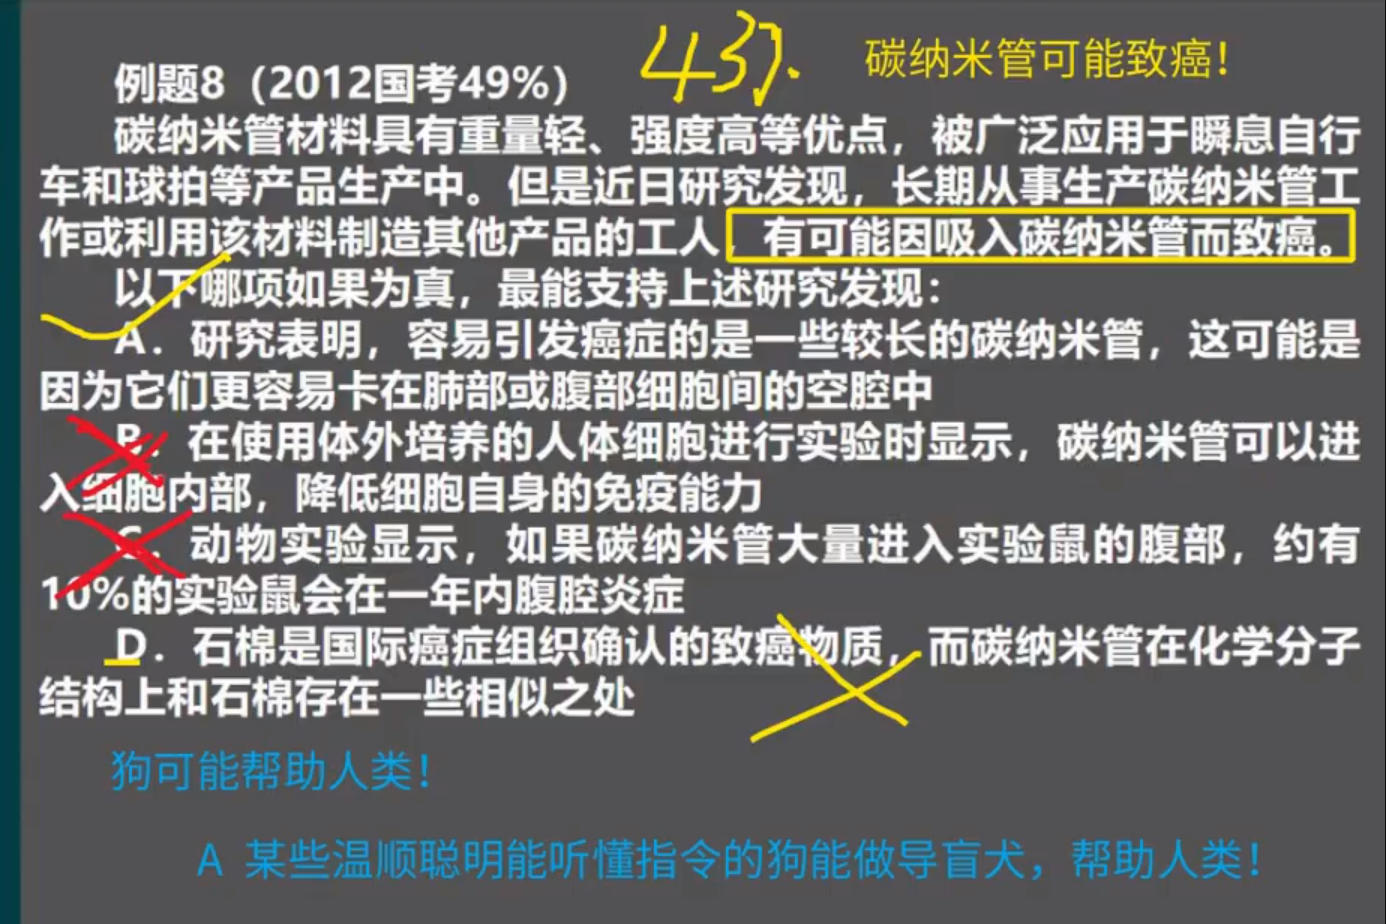 例题8（2012国考49%）
碳纳米管可能致癌！
碳纳米管材料具有重量轻、强度高等优点，被广泛应用于瞬息自行
车和球拍等产品生产中。但是近日研究发现，长期从事生产碳纳米管工
作或利用该材料制造其他产品的工人，有可能因吸入碳纳米管而致癌。
以下哪项如果为真，最能支持上述研究发现：
A．研究表明，容易引发癌症的是一些较长的碳纳米管，这可能是
因为它们更容易卡在肺部或腹部细胞间的空腔中
B．在使用体外培养的人体细胞进行实验时显示，碳纳米管可以进
入细胞内部，降低细胞自身的免疫能力
C．动物实验显示，如果碳纳米管大量进入实验鼠的腹部，约有
10%的实验鼠会在一年内腹腔炎症
D．石棉是国际癌症组织确认的致癌物质，而碳纳米管在化学分子
结构上和石棉存在一些相似之处
狗可能帮助人类！
A 某些温顺聪明能听懂指令的狗能做导盲犬，帮助人类！